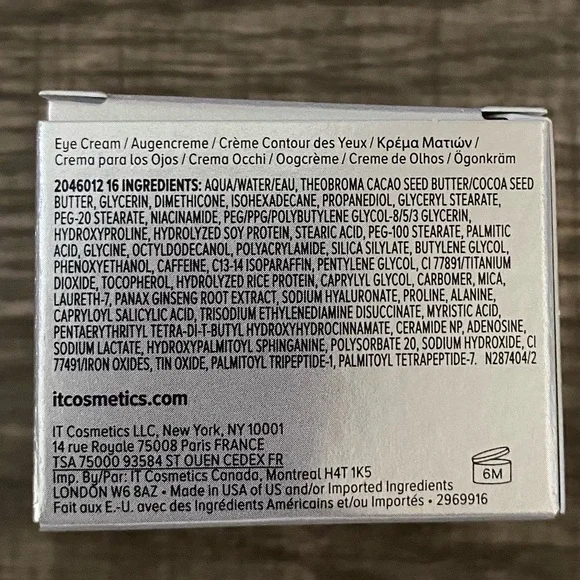 Eye Cream / Augencreme / Crème Contour des Yeux / Κρέμα Ματιών /
Crema para los Ojos / Crema Occhi / Oogcrème / Creme de Olhos / Ögonkräm
2046012 16 INGREDIENTS: AQUA/WATER/EAU, THEOBROMA CACAO SEED BUTTER/COCOA SEED
BUTTER, GLYCERIN, DIMETHICONE, ISOHEXADECANE, PROPANEDIOL, GLYCERYL STEARATE,
PEG-20 STEARATE, NIACINAMIDE, PEG/PPG/POLYBUTYLENE GLYCOL-8/5/3 GLYCERIN,
HYDROXYPROLINE, HYDROLYZED SOY PROTEIN, STEARIC ACID, PEG-100 STEARATE, PALMITIC
ACID, GLYCINE, OCTYLDODECANOL, POLYACRYLAMIDE, SILICA SILYLATE, BUTYLENE GLYCOL,
PHENOXYETHANOL, CAFFEINE, C13-14 ISOPARAFFIN, PENTYLENE GLYCOL, CI 77891/TITANIUM
DIOXIDE, TOCOPHEROL, HYDROLYZED RICE PROTEIN, CAPRYLYL GLYCOL, CARBOMER, MICA,
LAURETH-7, PANAX GINSENG ROOT EXTRACT, SODIUM HYALURONATE, PROLINE, ALANINE,
CAPRYLOYL SALICYLIC ACID, TRISODIUM ETHYLENEDIAMINE DISUCCINATE, MYRISTIC ACID,
PENTAERYTHRITYL TETRA-DI-T-BUTYL HYDROXYHYDROCINNAMATE, CERAMIDE NP, ADENOSINE,
SODIUM LACTATE, HYDROXYPALMITOYL SPHINGANINE, POLYSORBATE 20, SODIUM HYDROXIDE, CI
77491/IRON OXIDES, TIN OXIDE, PALMITOYL TRIPEPTIDE-1, PALMITOYL TETRAPEPTIDE-7. N287404/2
itcosmetics.com
IT Cosmetics LLC, New York, NY 10001
14 rue Royale 75008 Paris FRANCE
TSA 75000 93584 ST OUEN CEDEX FR
Imp. By/Par: IT Cosmetics Canada, Montreal H4T 1K5
LONDON W6 8AZ • Made in USA of US and/or Imported Ingredients
Fait aux É.-U. avec des Ingrédients Américains et/ou Importés • 2969916
6M